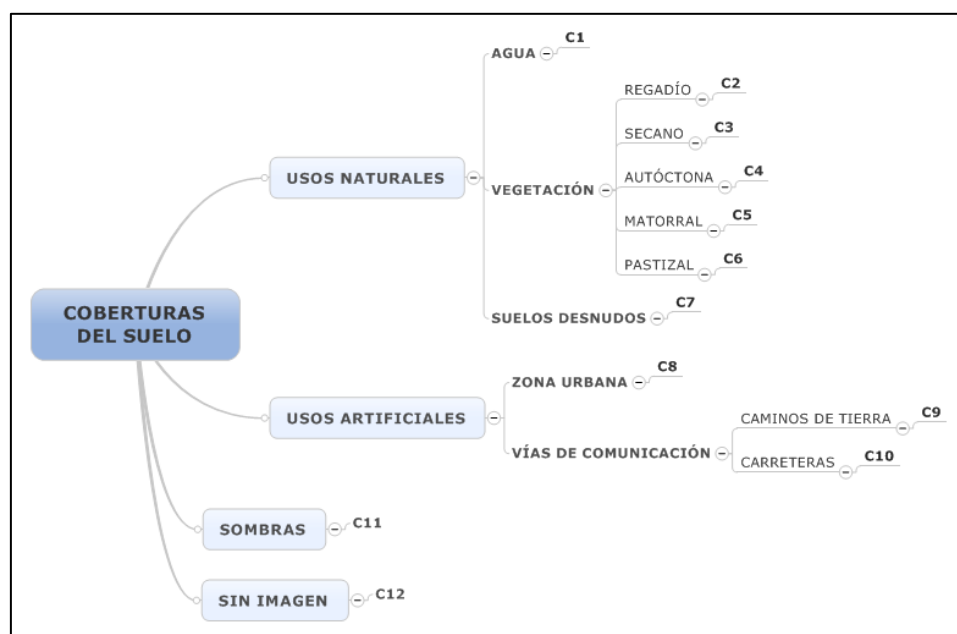 COBERTURAS
DEL SUELO
USOS NATURALES
AGUA C1
VEGETACIÓN
REGADÍO C2
SECANO C3
AUTÓCTONA C4
MATORRAL C5
PASTIZAL C6
SUELOS DESNUDOS C7
USOS ARTIFICIALES
ZONA URBANA C8
VÍAS DE COMUNICACIÓN
CAMINOS DE TIERRA C9
CARRETERAS C10
SOMBRAS C11
SIN IMAGEN C12